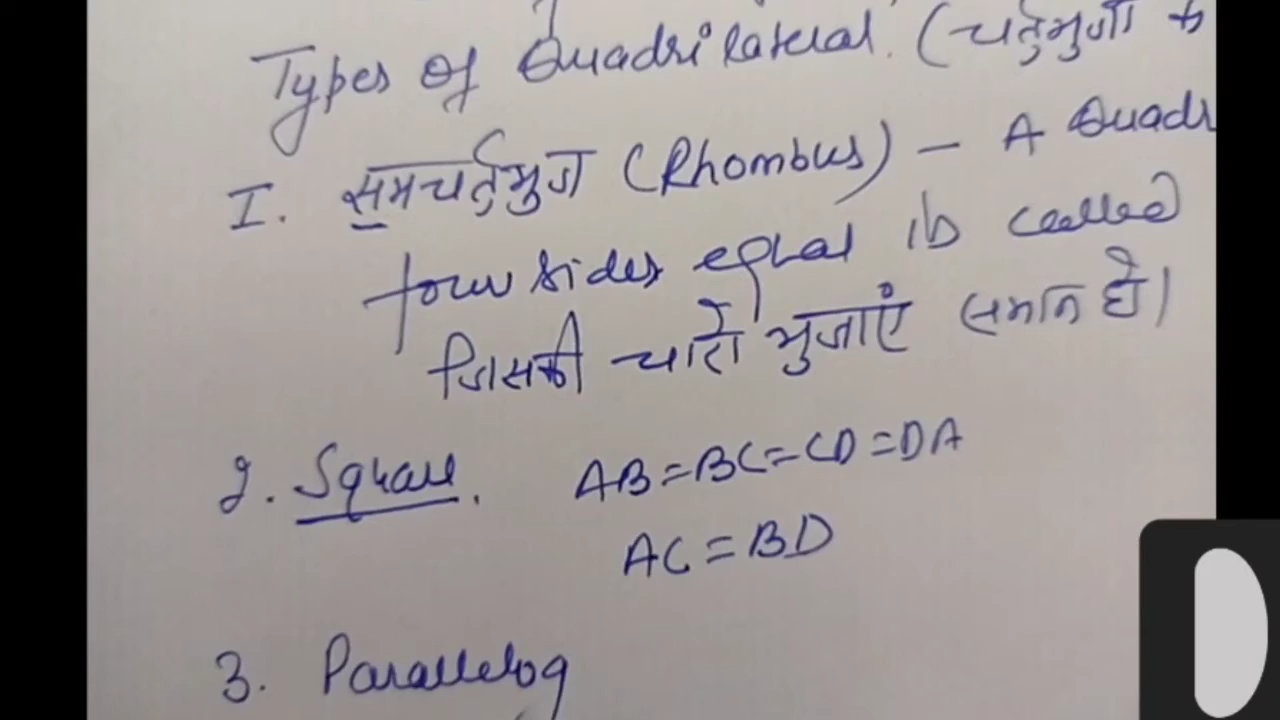 Types of Quadrilateral. (चतुर्भुजों के
I. समचतुर्भुज (Rhombus) – A Quadr
four sides equal is called
जिसकी चारों भुजाएं समान हो।
2. Square. AB=BC=CD=DA
AC=BD
3. Parallelog